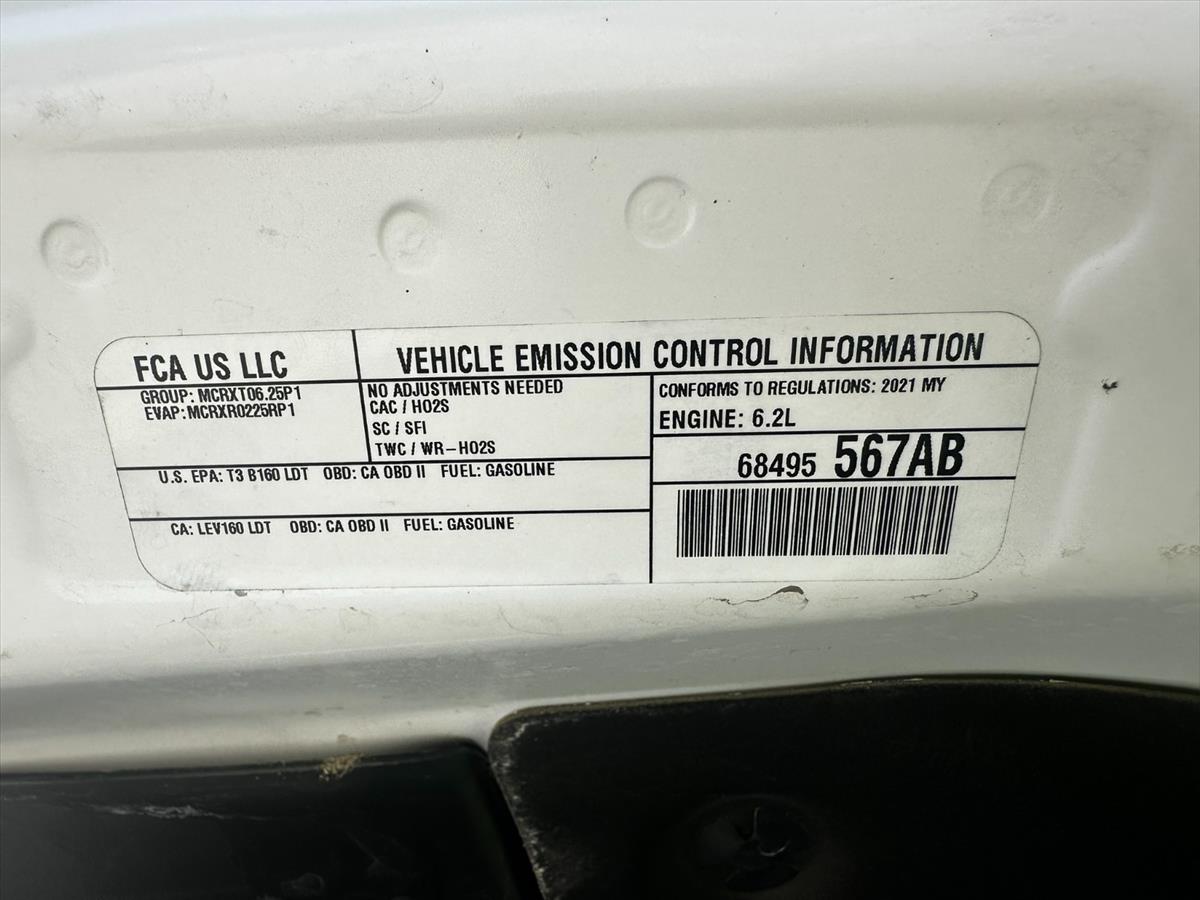 FCA US LLC
VEHICLE EMISSION CONTROL INFORMATION
GROUP: MCRXT06.25P1
EVAP: MCRXR0225RP1
NO ADJUSTMENTS NEEDED
CAC / HO2S
SC / SFI
TWC / WR-HO2S
CONFORMS TO REGULATIONS: 2021 MY
ENGINE: 6.2L
68495 567AB
U.S. EPA: T3 B160 LDT OBD: CA OBD II FUEL: GASOLINE
CA: LEV160 LDT OBD: CA OBD II FUEL: GASOLINE